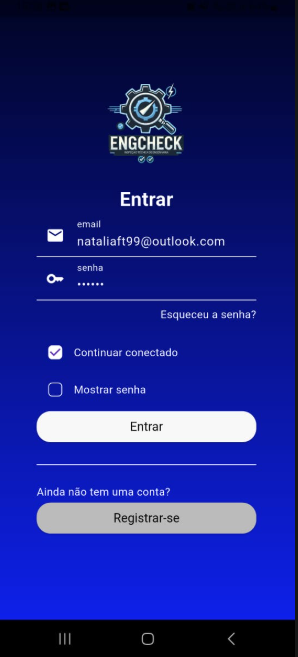 ENGCHECK
Entrar
email
nataliaft99@outlook.com
senha
••••••
Esqueceu a senha?
Continuar conectado
Mostrar senha
Entrar
Ainda não tem uma conta?
Registrar-se